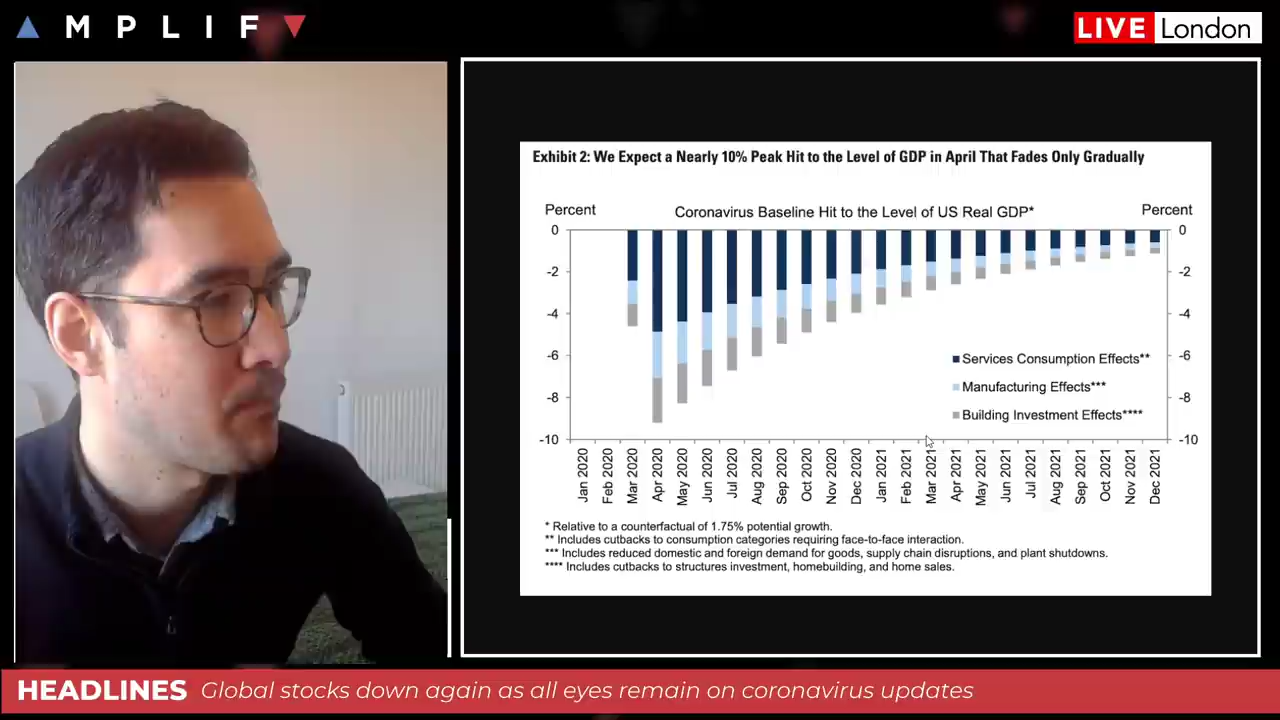 AMPLIFY
LIVE London
Exhibit 2: We Expect a Nearly 10% Peak Hit to the Level of GDP in April That Fades Only Gradually
Percent
Coronavirus Baseline Hit to the Level of US Real GDP*
Percent
0
-2
-4
-6
-8
-10
0
-2
-4
-6
-8
-10
Services Consumption Effects**
Manufacturing Effects***
Building Investment Effects****
Jan 2020
Feb 2020
Mar 2020
Apr 2020
May 2020
Jun 2020
Jul 2020
Aug 2020
Sep 2020
Oct 2020
Nov 2020
Dec 2020
Jan 2021
Feb 2021
Mar 2021
Apr 2021
May 2021
Jun 2021
Jul 2021
Aug 2021
Sep 2021
Oct 2021
Nov 2021
Dec 2021
* Relative to a counterfactual of 1.75% potential growth.
** Includes cutbacks to consumption categories requiring face-to-face interaction.
*** Includes reduced domestic and foreign demand for goods, supply chain disruptions, and plant shutdowns.
**** Includes cutbacks to structures investment, homebuilding, and home sales.
HEADLINES Global stocks down again as all eyes remain on coronavirus updates